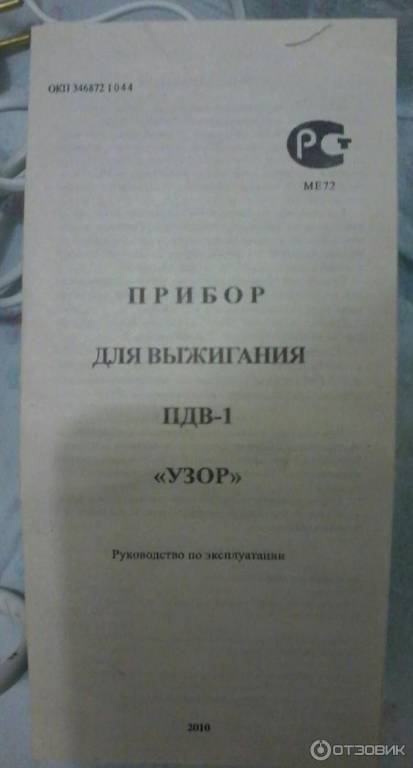 ОКП 346872 1044
РСТ
МЕ72
ПРИБОР
ДЛЯ ВЫЖИГАНИЯ
ПДВ-1
«УЗОР»
Руководство по эксплуатации
2010
ОТЗОВИК